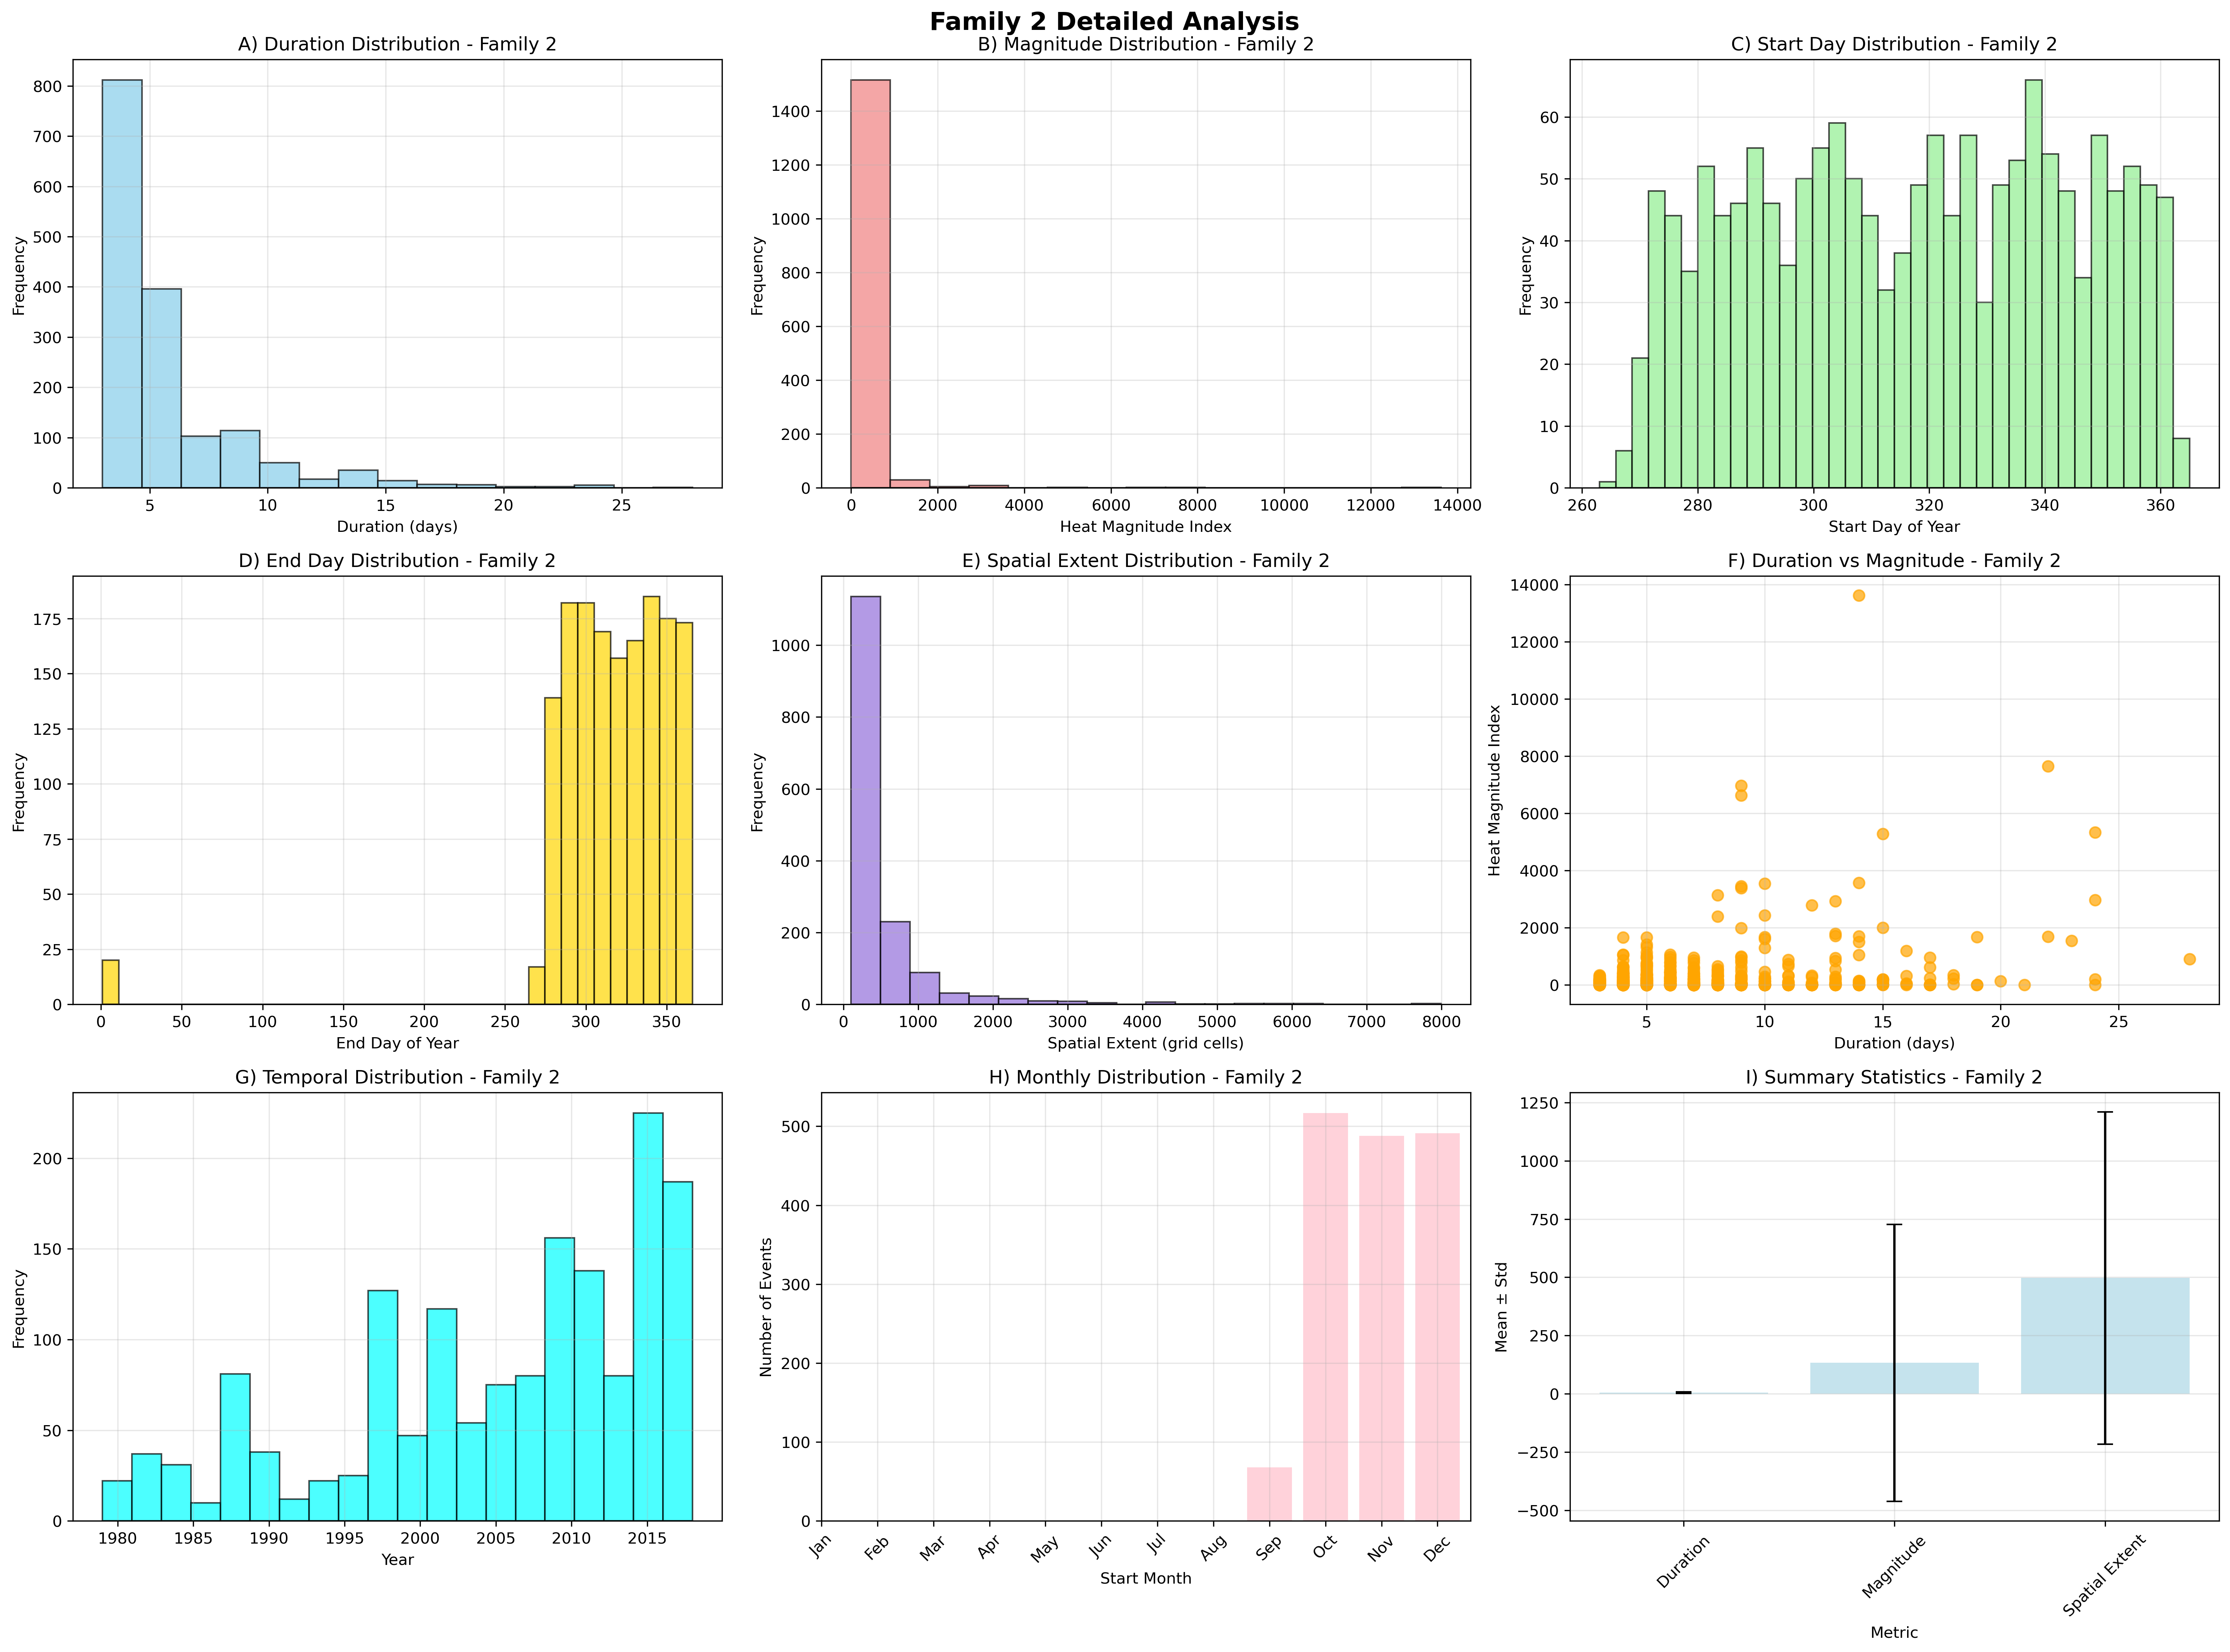 Family 2 Detailed Analysis
A) Duration Distribution - Family 2
Frequency
800
700
600
500
400
300
200
100
0
5 10 15 20 25
Duration (days)
B) Magnitude Distribution - Family 2
Frequency
1400
1200
1000
800
600
400
200
0
0 2000 4000 6000 8000 10000 12000 14000
Heat Magnitude Index
C) Start Day Distribution - Family 2
Frequency
60
50
40
30
20
10
0
260 280 300 320 340 360
Start Day of Year
D) End Day Distribution - Family 2
Frequency
175
150
125
100
75
50
25
0
0 50 100 150 200 250 300 350
End Day of Year
E) Spatial Extent Distribution - Family 2
Frequency
1000
800
600
400
200
0
0 1000 2000 3000 4000 5000 6000 7000 8000
Spatial Extent (grid cells)
F) Duration vs Magnitude - Family 2
Heat Magnitude Index
14000
12000
10000
8000
6000
4000
2000
0
5 10 15 20 25
Duration (days)
G) Temporal Distribution - Family 2
Frequency
200
150
100
50
0
1980 1985 1990 1995 2000 2005 2010 2015
Year
H) Monthly Distribution - Family 2
Number of Events
500
400
300
200
100
0
Jan Feb Mar Apr May Jun Jul Aug Sep Oct Nov Dec
Start Month
I) Summary Statistics - Family 2
Mean ± Std
1250
1000
750
500
250
0
−250
−500
Duration Magnitude Spatial Extent
Metric